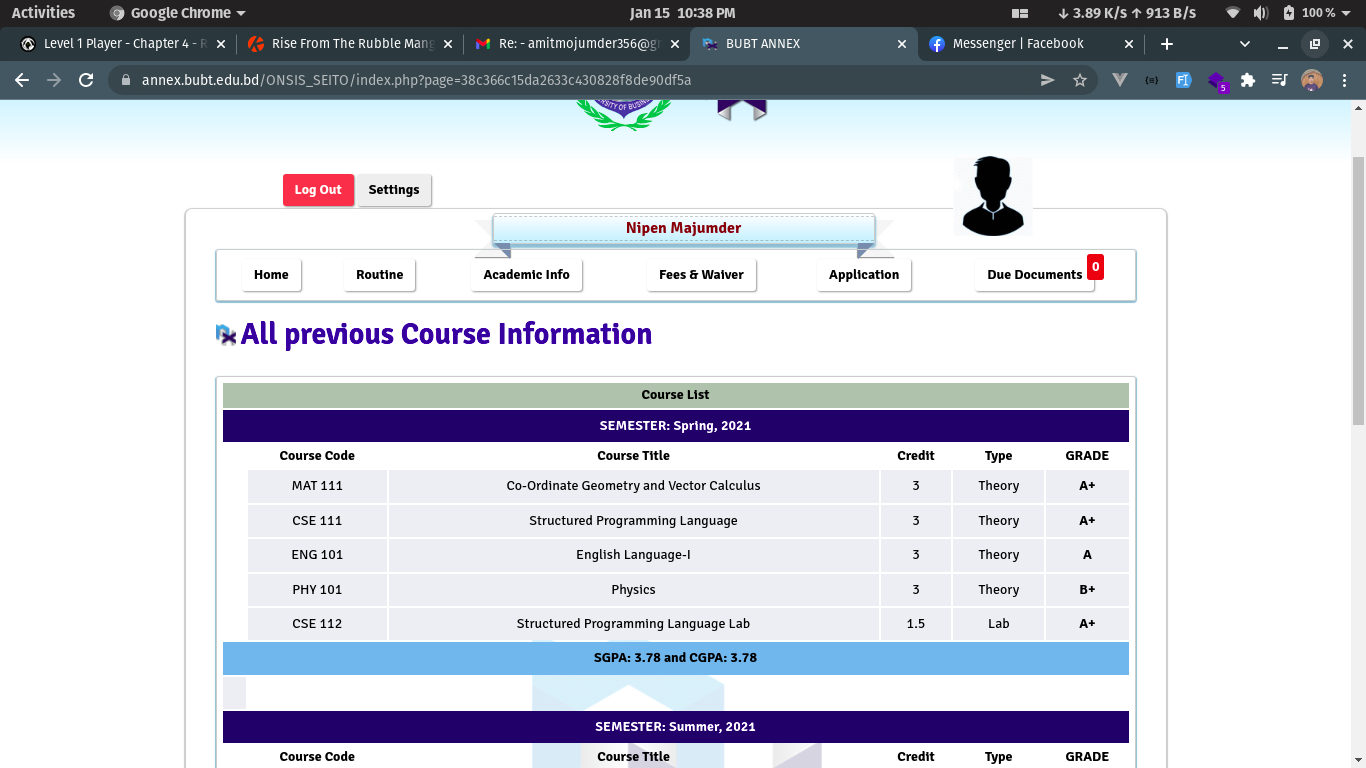 Activities Google Chrome Jan 15 10:38 PM ↓ 3.89 K/s ↑ 913 B/s 100 %
Level 1 Player - Chapter 4 - R Rise From The Rubble Mang Re: - amitmojumder356@g BUBT ANNEX Messenger | Facebook
annex.bubt.edu.bd/ONSIS_SEITO/index.php?page=38c366c15da2633c430828f8de90df5a 5
Log Out Settings
Nipen Majumder
Home Routine Academic Info Fees & Waiver Application Due Documents 0
All previous Course Information
Course List
SEMESTER: Spring, 2021
Course Code Course Title Credit Type GRADE
MAT 111 Co-Ordinate Geometry and Vector Calculus 3 Theory A+
CSE 111 Structured Programming Language 3 Theory A+
ENG 101 English Language-I 3 Theory A
PHY 101 Physics 3 Theory B+
CSE 112 Structured Programming Language Lab 1.5 Lab A+
SGPA: 3.78 and CGPA: 3.78
SEMESTER: Summer, 2021
Course Code Course Title Credit Type GRADE